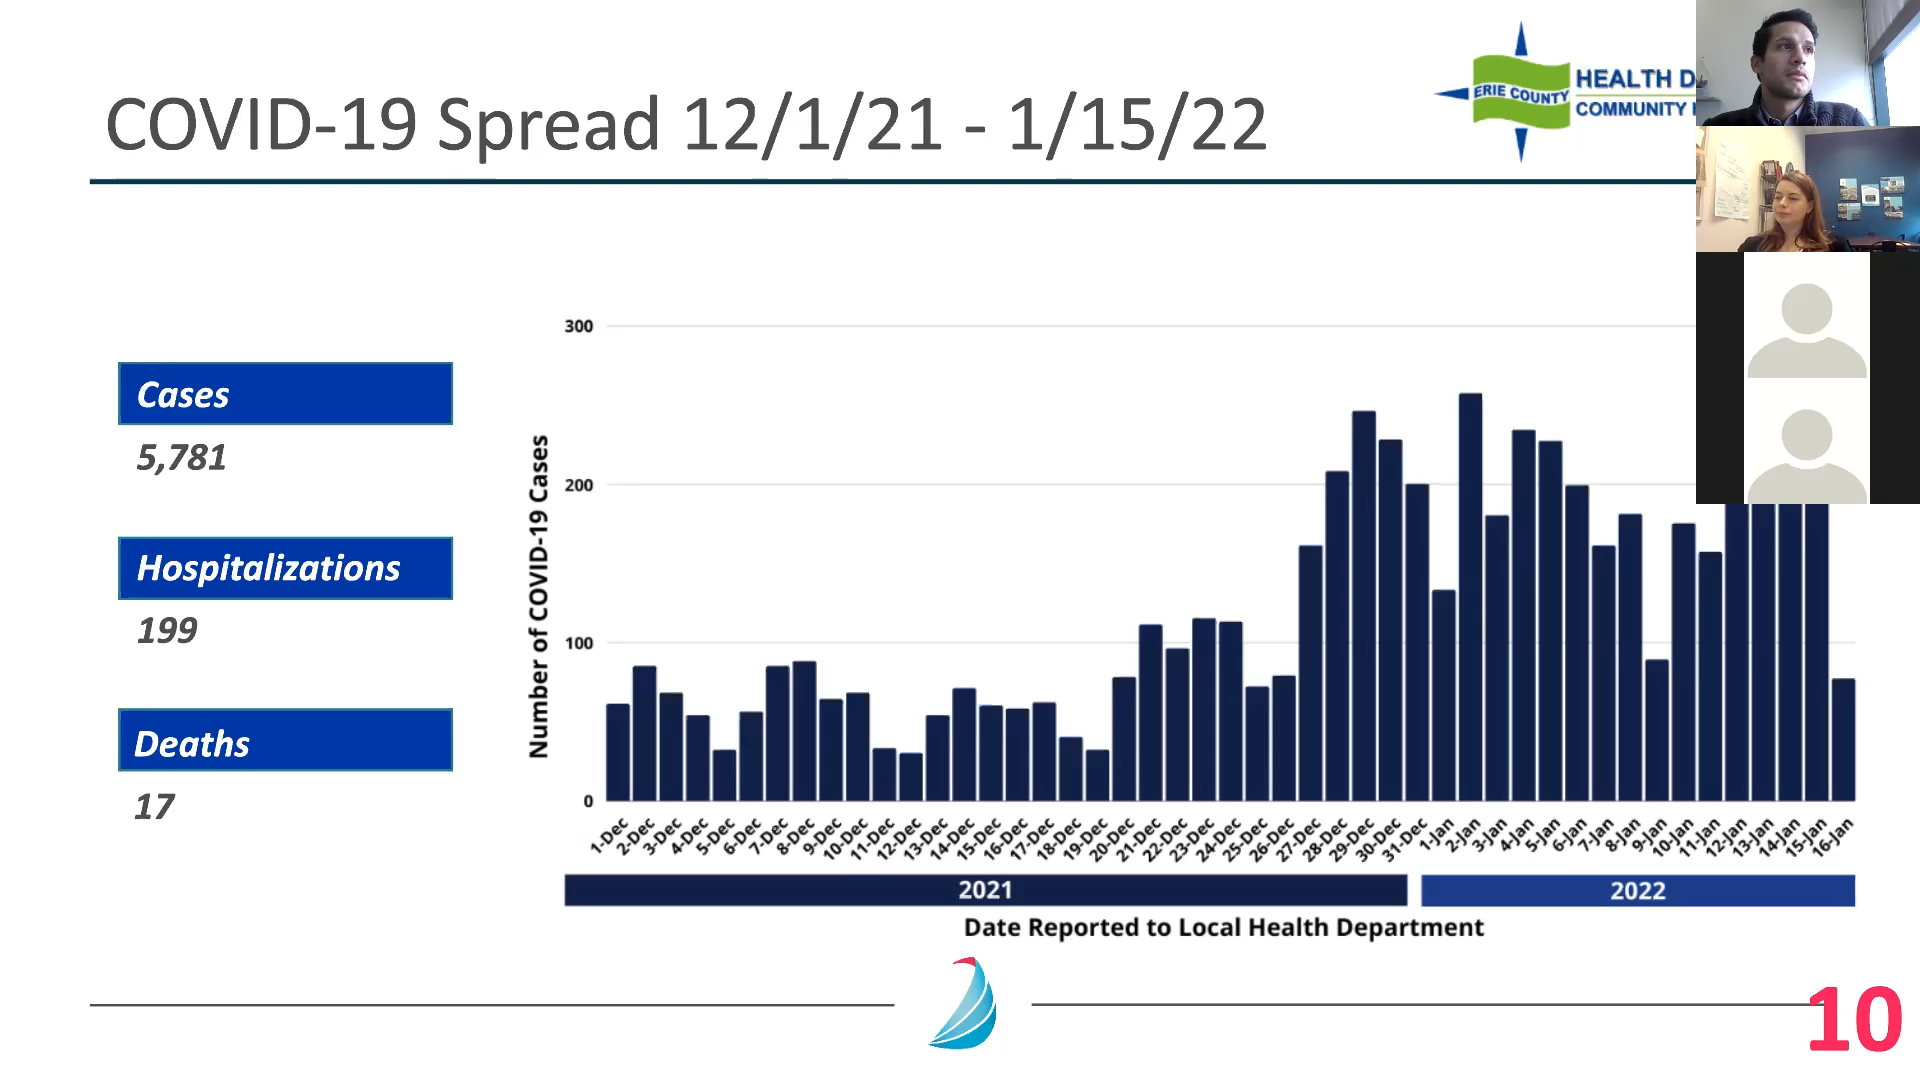 COVID-19 Spread 12/1/21 - 1/15/22
ERIE COUNTY
HEALTH
COMMUNITY
Cases
5,781
Hospitalizations
199
Deaths
17
Number of COVID-19 Cases
300
200
100
0
1-Dec
2-Dec
3-Dec
4-Dec
5-Dec
6-Dec
7-Dec
8-Dec
9-Dec
10-Dec
11-Dec
12-Dec
13-Dec
14-Dec
15-Dec
16-Dec
17-Dec
18-Dec
19-Dec
20-Dec
21-Dec
22-Dec
23-Dec
24-Dec
25-Dec
26-Dec
27-Dec
28-Dec
29-Dec
30-Dec
31-Dec
1-Jan
2-Jan
3-Jan
4-Jan
5-Jan
6-Jan
7-Jan
8-Jan
9-Jan
10-Jan
11-Jan
12-Jan
13-Jan
14-Jan
15-Jan
16-Jan
2021
2022
Date Reported to Local Health Department
10